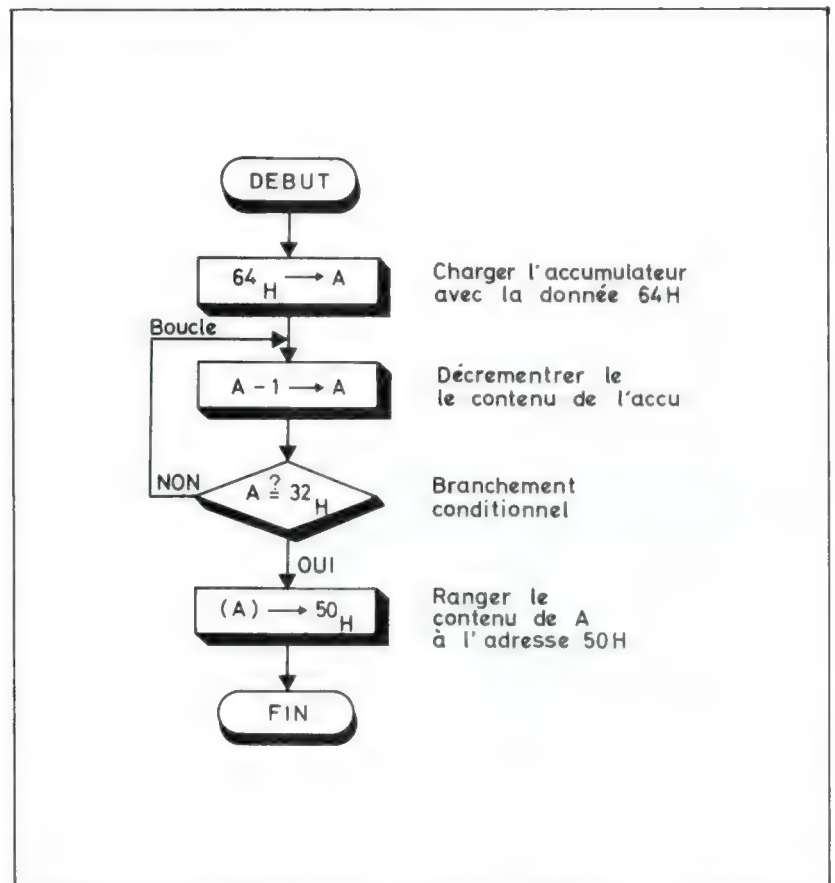 DEBUT
64H → A
Charger l'accumulateur
avec la donnée 64H
Boucle
A - 1 → A
Décrementrer le
le contenu de l'accu
NON
A ≟ 32H
Branchement
conditionnel
OUI
(A) → 50H
Ranger le
contenu de A
à l'adresse 50H
FIN